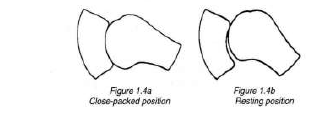 Figure 1.4a
Close-packed position
Figure 1.4b
Resting position